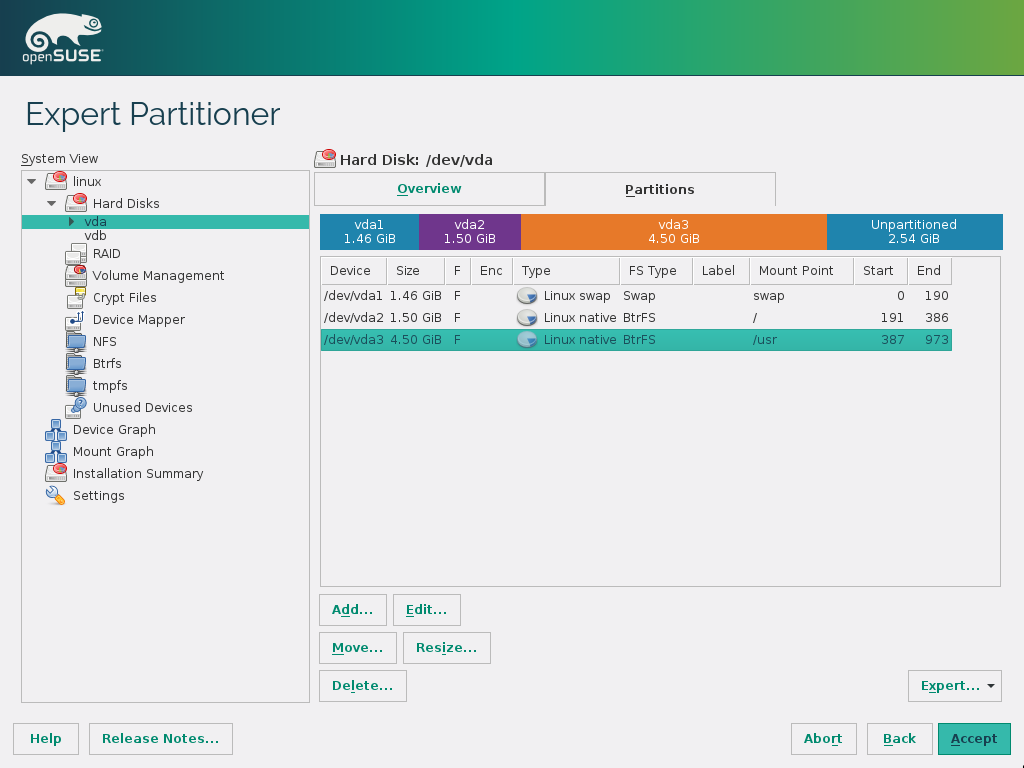 openSUSE
Expert Partitioner
System View
linux
Hard Disks
vda
vdb
RAID
Volume Management
Crypt Files
Device Mapper
NFS
Btrfs
tmpfs
Unused Devices
Device Graph
Mount Graph
Installation Summary
Settings
Hard Disk: /dev/vda
Overview Partitions
vda1 vda2 vda3 Unpartitioned
1.46 GiB 1.50 GiB 4.50 GiB 2.54 GiB
Device Size F Enc Type FS Type Label Mount Point Start End
/dev/vda1 1.46 GiB F Linux swap Swap swap 0 190
/dev/vda2 1.50 GiB F Linux native BtrFS / 191 386
/dev/vda3 4.50 GiB F Linux native BtrFS /usr 387 973
Add... Edit...
Move... Resize...
Delete... Expert...
Help Release Notes... Abort Back Accept